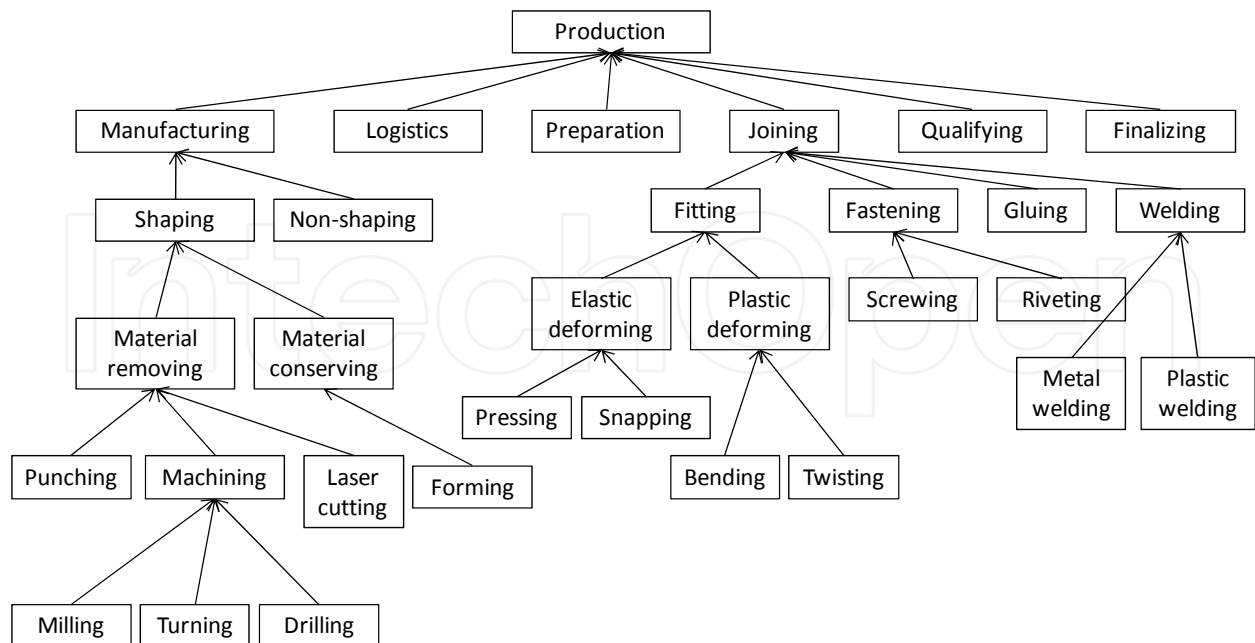 Production
Manufacturing
Logistics
Preparation
Joining
Qualifying
Finalizing
Shaping
Non-shaping
Fitting
Fastening
Gluing
Welding
Material
removing
Material
conserving
Elastic
deforming
Plastic
deforming
Screwing
Riveting
Metal
welding
Plastic
welding
Pressing
Snapping
Punching
Machining
Laser
cutting
Forming
Bending
Twisting
Milling
Turning
Drilling
IntechOpen